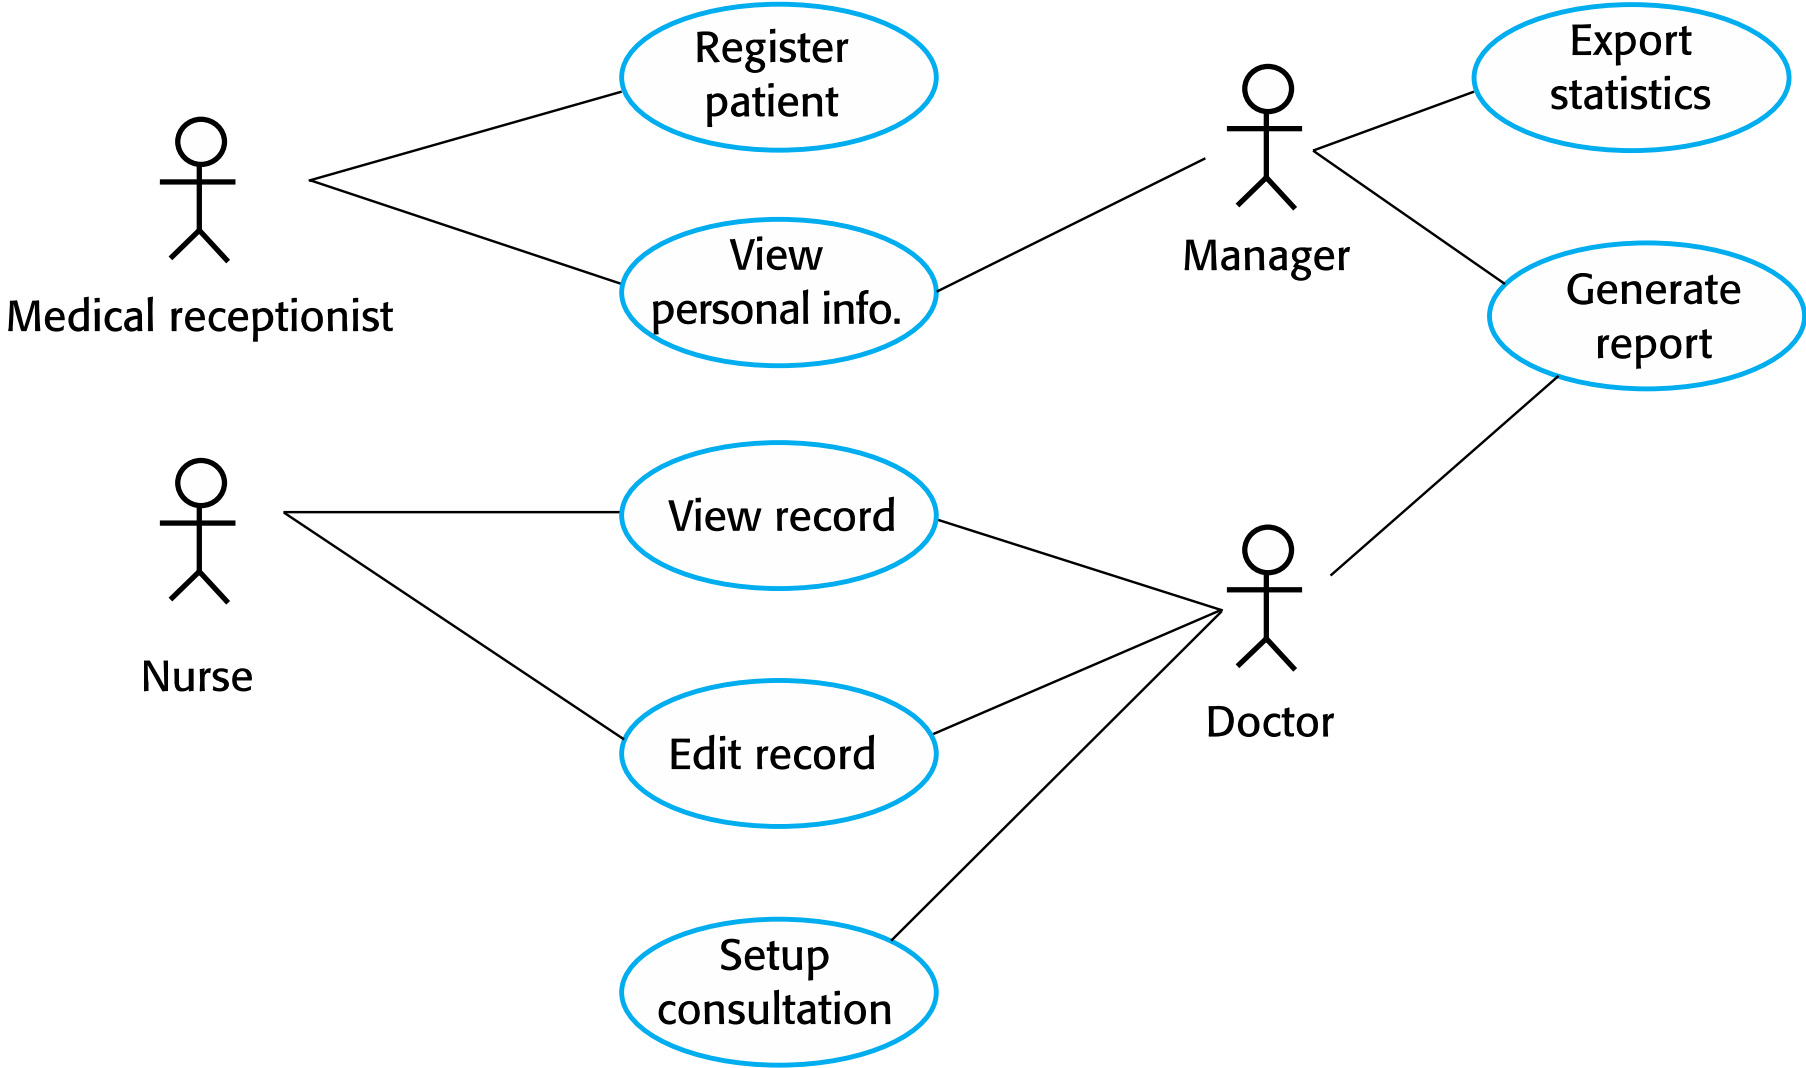 Register
patient
Export
statistics
Medical receptionist
View
personal info.
Manager
Generate
report
Nurse
View record
Edit record
Doctor
Setup
consultation